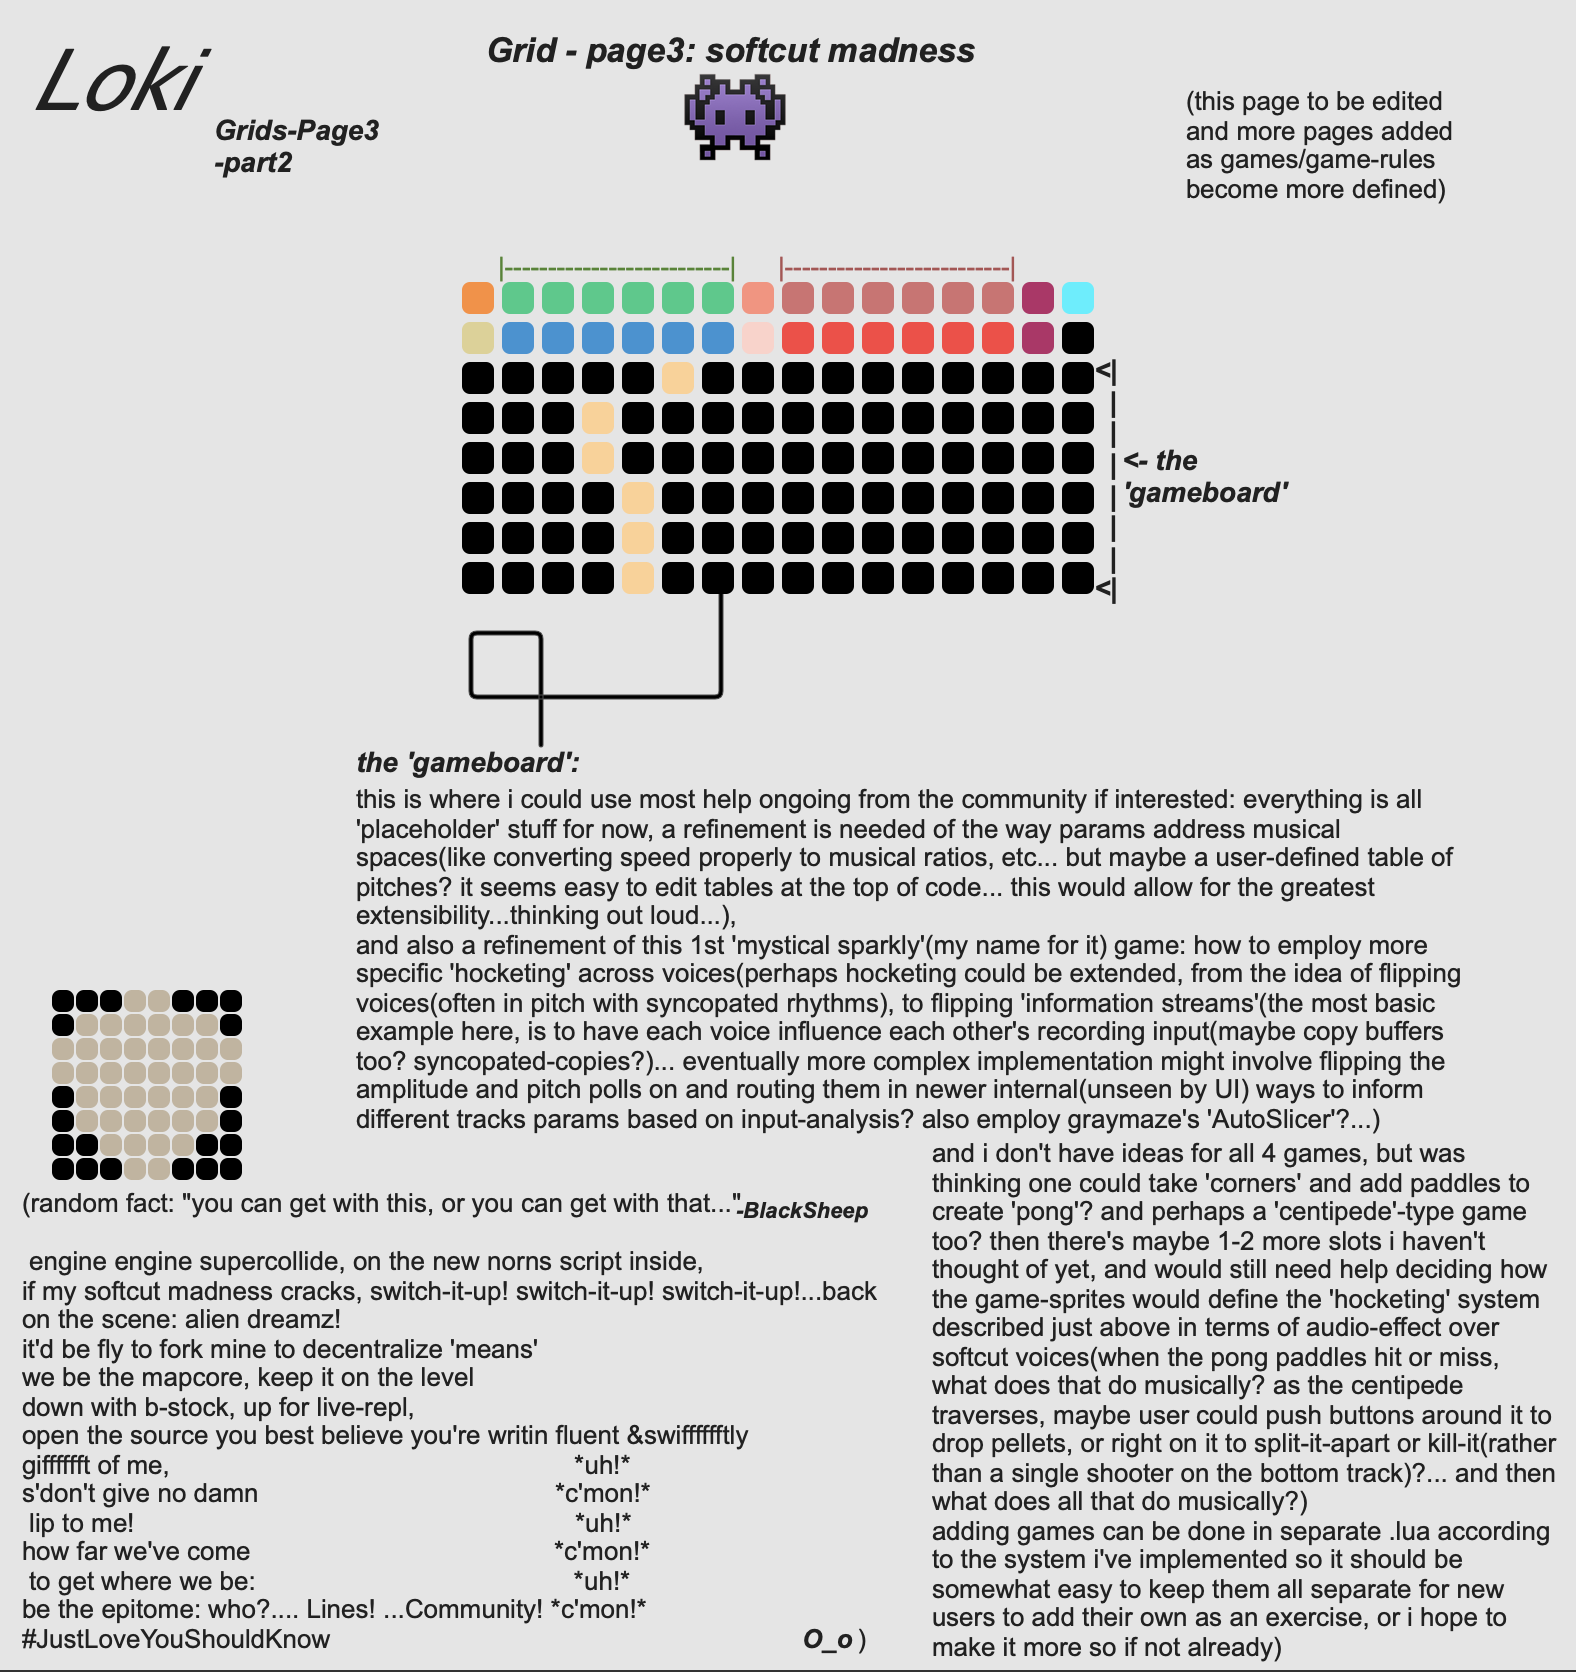 Loki
Grids-Page3
-part2
Grid - page3: softcut madness
(this page to be edited
and more pages added
as games/game-rules
become more defined)
<- the
'gameboard'
the 'gameboard':
this is where i could use most help ongoing from the community if interested: everything is all
'placeholder' stuff for now, a refinement is needed of the way params address musical
spaces(like converting speed properly to musical ratios, etc... but maybe a user-defined table of
pitches? it seems easy to edit tables at the top of code... this would allow for the greatest
extensibility...thinking out loud...),
and also a refinement of this 1st 'mystical sparkly'(my name for it) game: how to employ more
specific 'hocketing' across voices(perhaps hocketing could be extended, from the idea of flipping
voices(often in pitch with syncopated rhythms), to flipping 'information streams'(the most basic
example here, is to have each voice influence each other's recording input(maybe copy buffers
too? syncopated-copies?)... eventually more complex implementation might involve flipping the
amplitude and pitch polls on and routing them in newer internal(unseen by UI) ways to inform
different tracks params based on input-analysis? also employ graymaze's 'AutoSlicer'?...)
and i don't have ideas for all 4 games, but was
thinking one could take 'corners' and add paddles to
create 'pong'? and perhaps a 'centipede'-type game
too? then there's maybe 1-2 more slots i haven't
thought of yet, and would still need help deciding how
the game-sprites would define the 'hocketing' system
described just above in terms of audio-effect over
softcut voices(when the pong paddles hit or miss,
what does that do musically? as the centipede
traverses, maybe user could push buttons around it to
drop pellets, or right on it to split-it-apart or kill-it(rather
than a single shooter on the bottom track)?... and then
what does all that do musically?)
adding games can be done in separate .lua according
to the system i've implemented so it should be
somewhat easy to keep them all separate for new
users to add their own as an exercise, or i hope to
make it more so if not already)
(random fact: "you can get with this, or you can get with that..."-BlackSheep
engine engine supercollide, on the new norns script inside,
if my softcut madness cracks, switch-it-up! switch-it-up! switch-it-up!...back
on the scene: alien dreamz!
it'd be fly to fork mine to decentralize 'means'
we be the mapcore, keep it on the level
down with b-stock, up for live-repl,
open the source you best believe you're writin fluent &swifffffftly
gifffffft of me, *uh!*
s'don't give no damn *c'mon!*
lip to me! *uh!*
how far we've come *c'mon!*
to get where we be: *uh!*
be the epitome: who?.... Lines! ...Community! *c'mon!*
#JustLoveYouShouldKnow O_o )